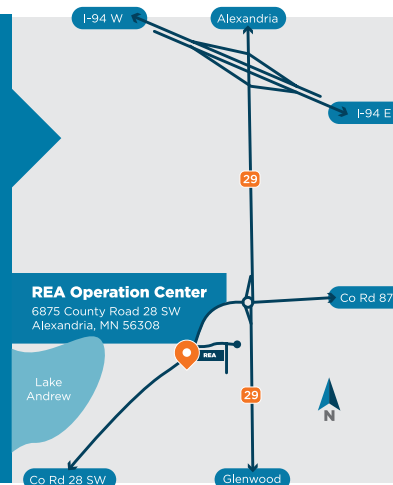 I-94 W
Alexandria
I-94 E
29
REA Operation Center
6875 County Road 28 SW
Alexandria, MN 56308
Co Rd 87
REA
Lake
Andrew
29
N
Co Rd 28 SW
Glenwood